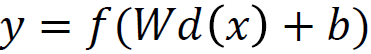 y = f(Wd(x) + b)